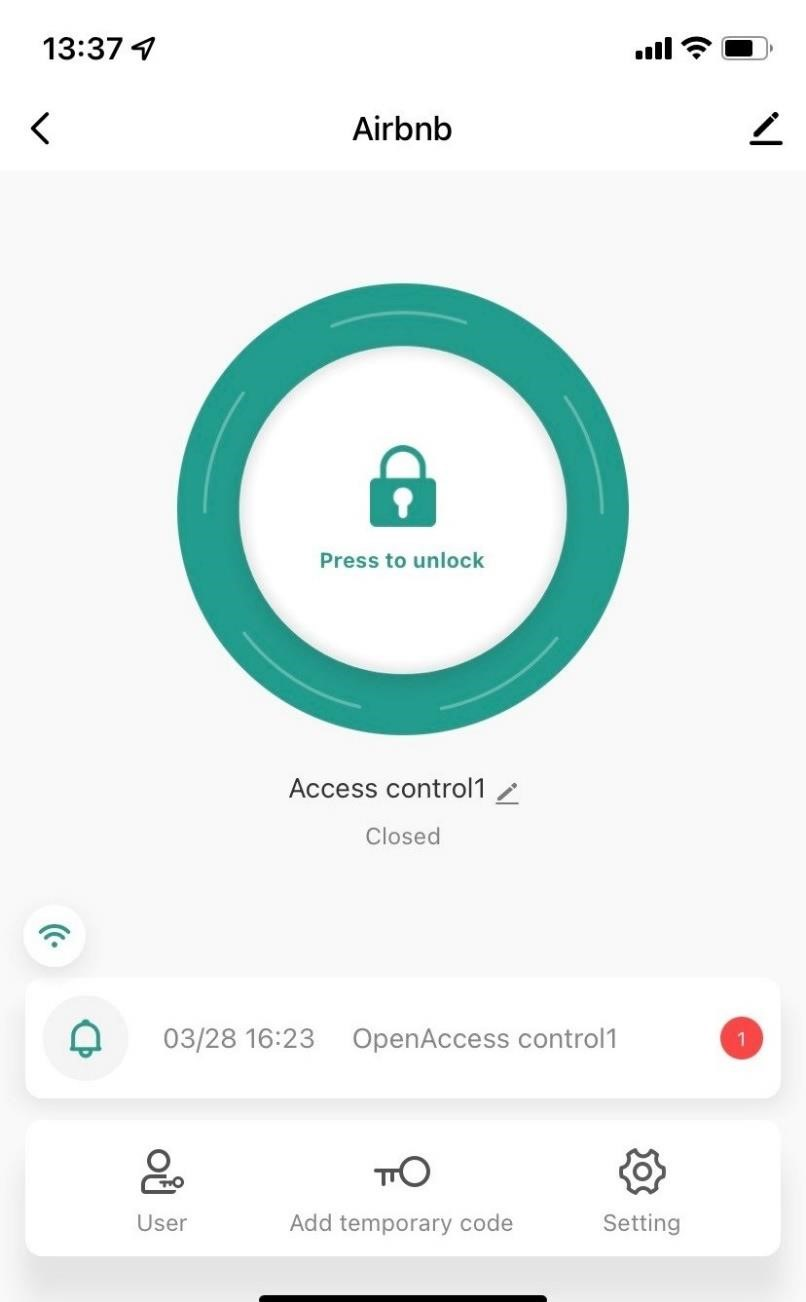 13:37
Airbnb
Press to unlock
Access control1
Closed
03/28 16:23 OpenAccess control1 1
User Add temporary code Setting